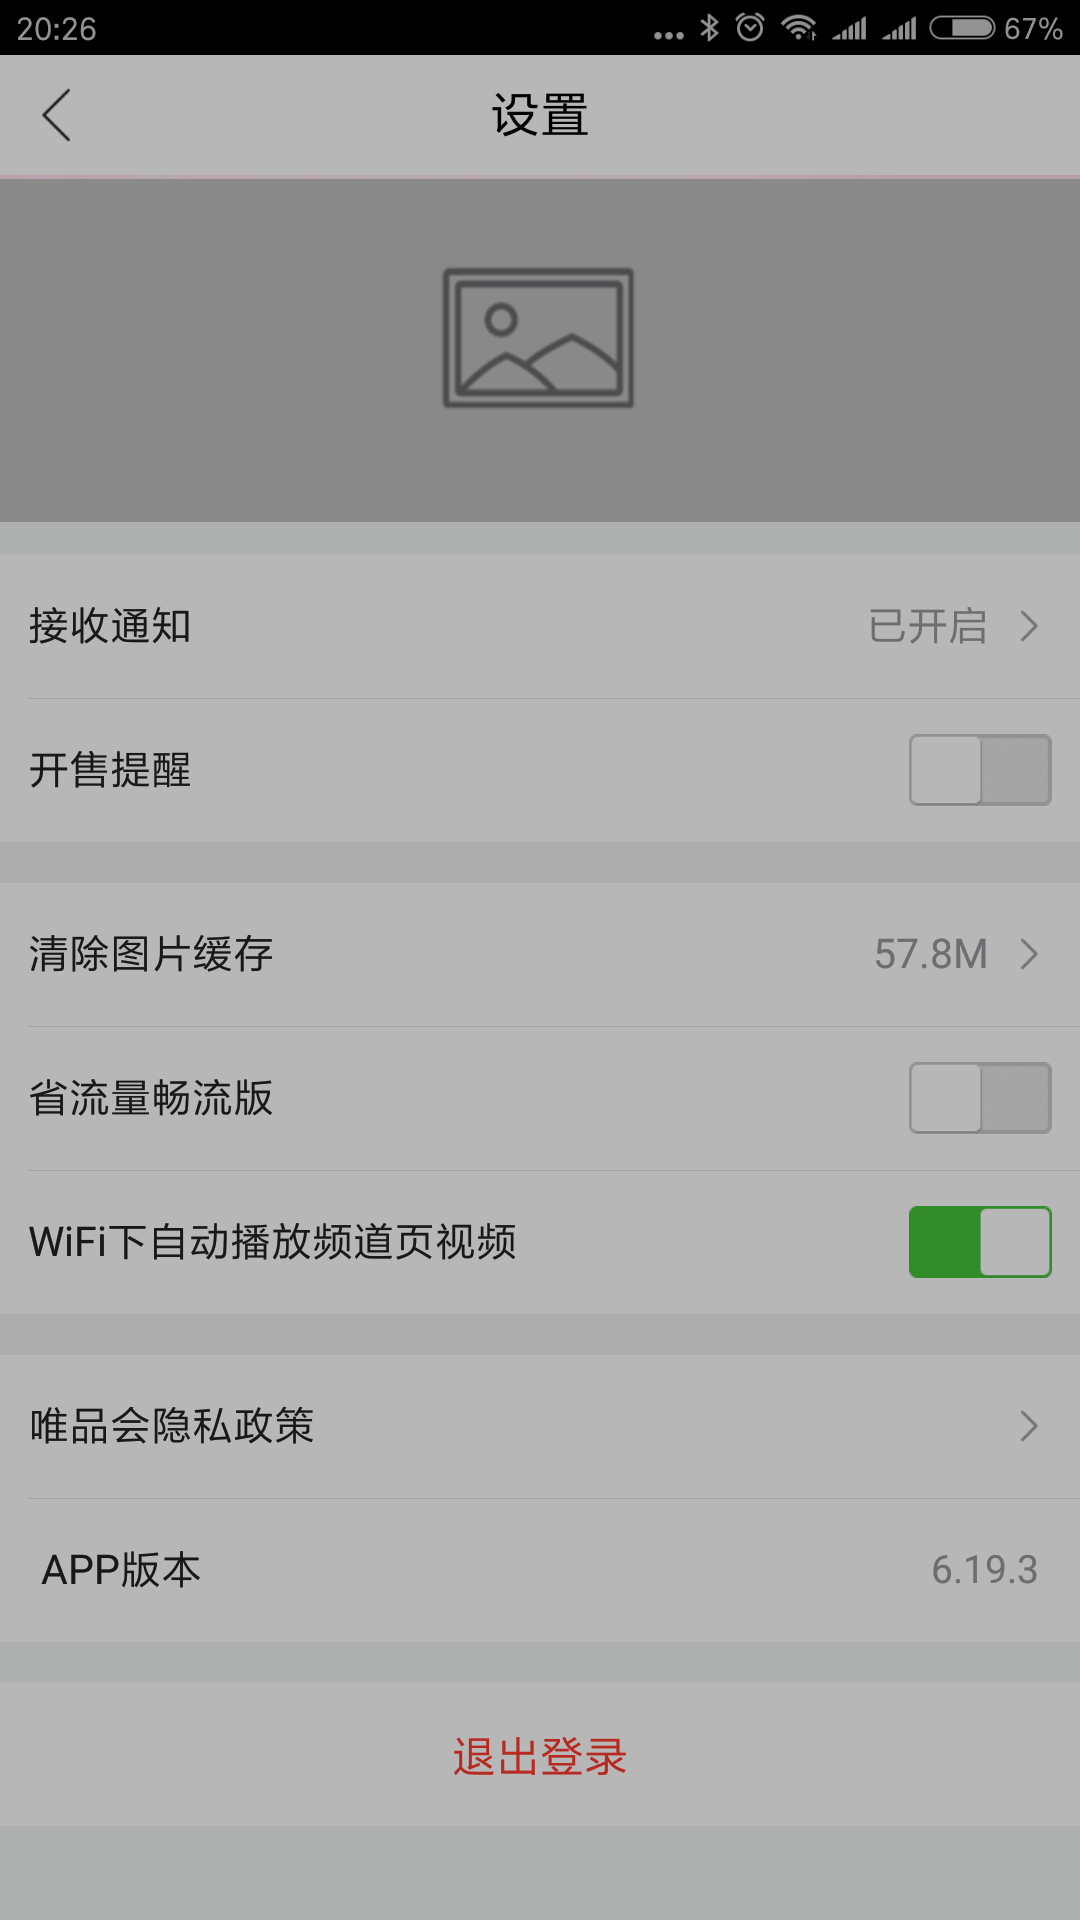 20:26
67%
设置
接收通知
已开启
开售提醒
清除图片缓存
57.8M
省流量畅流版
WiFi下自动播放频道页视频
唯品会隐私政策
APP版本
6.19.3
退出登录